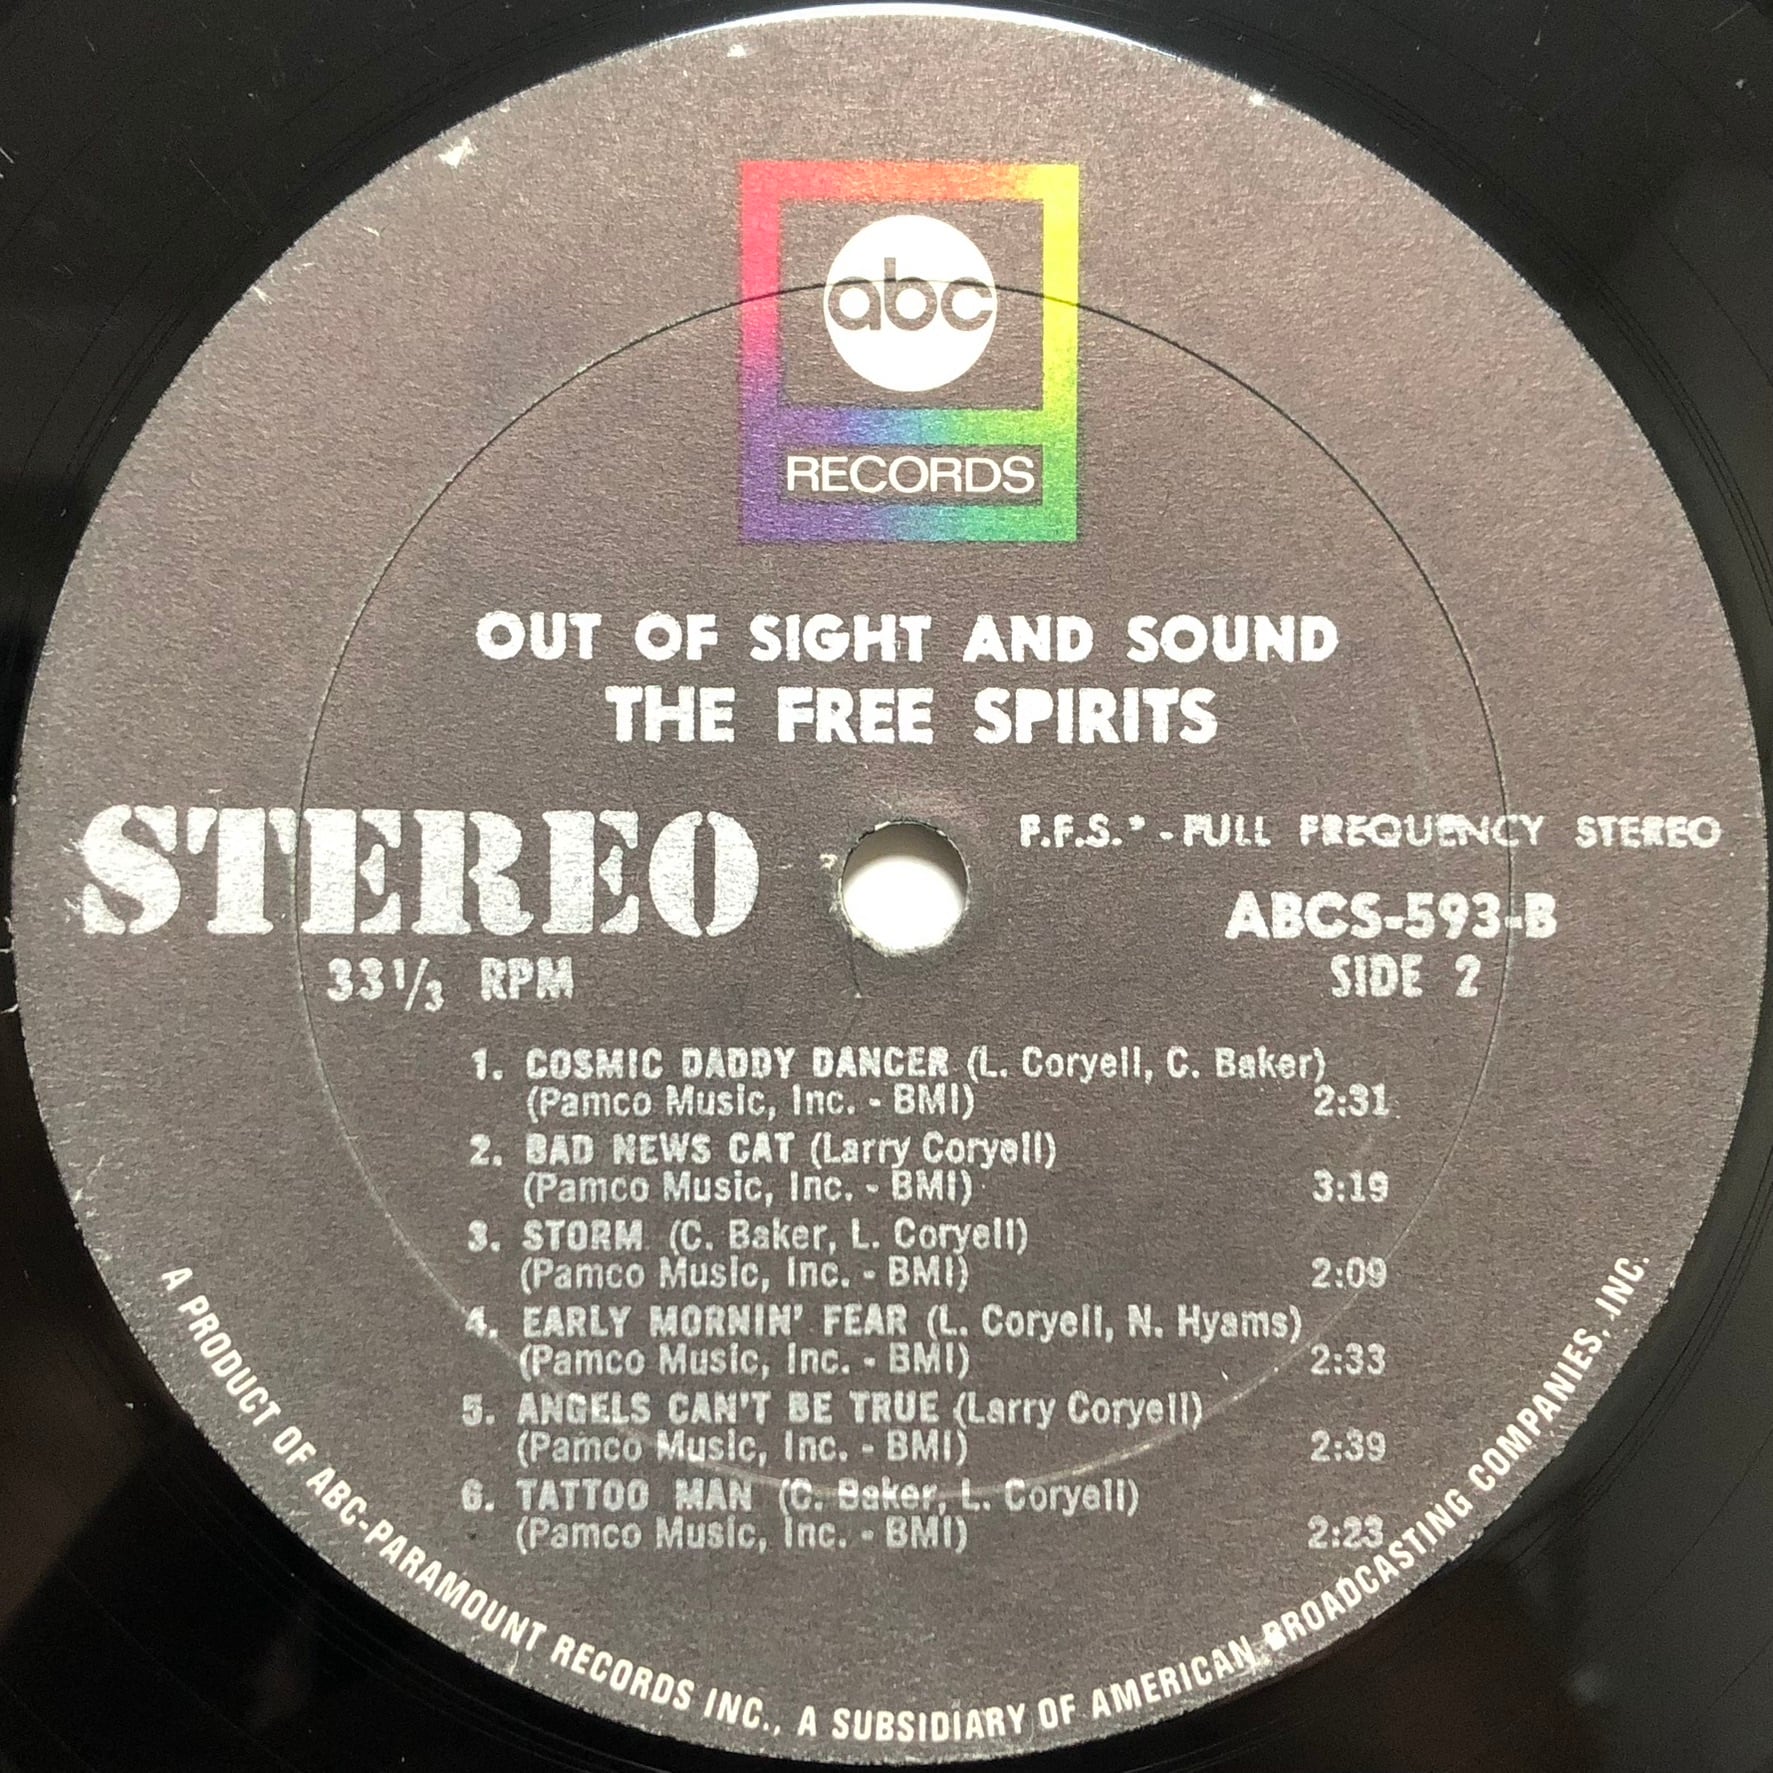 abc
RECORDS
OUT OF SIGHT AND SOUND
THE FREE SPIRITS
STEREO
F.F.S.* - FULL FREQUENCY STEREO
ABCS-593-B
33 1/3 RPM
SIDE 2
1. COSMIC DADDY DANCER (L. Coryell, C. Baker)
(Pamco Music, Inc. - BMI) 2:31
2. BAD NEWS CAT (Larry Coryell)
(Pamco Music, Inc. - BMI) 3:19
3. STORM (C. Baker, L. Coryell)
(Pamco Music, Inc. - BMI) 2:09
4. EARLY MORNIN' FEAR (L. Coryell, N. Hyams)
(Pamco Music, Inc. - BMI) 2:33
5. ANGELS CAN'T BE TRUE (Larry Coryell)
(Pamco Music, Inc. - BMI) 2:39
6. TATTOO MAN (C. Baker, L. Coryell)
(Pamco Music, Inc. - BMI) 2:23
A PRODUCT OF ABC-PARAMOUNT RECORDS INC., A SUBSIDIARY OF AMERICAN BROADCASTING COMPANIES, INC.